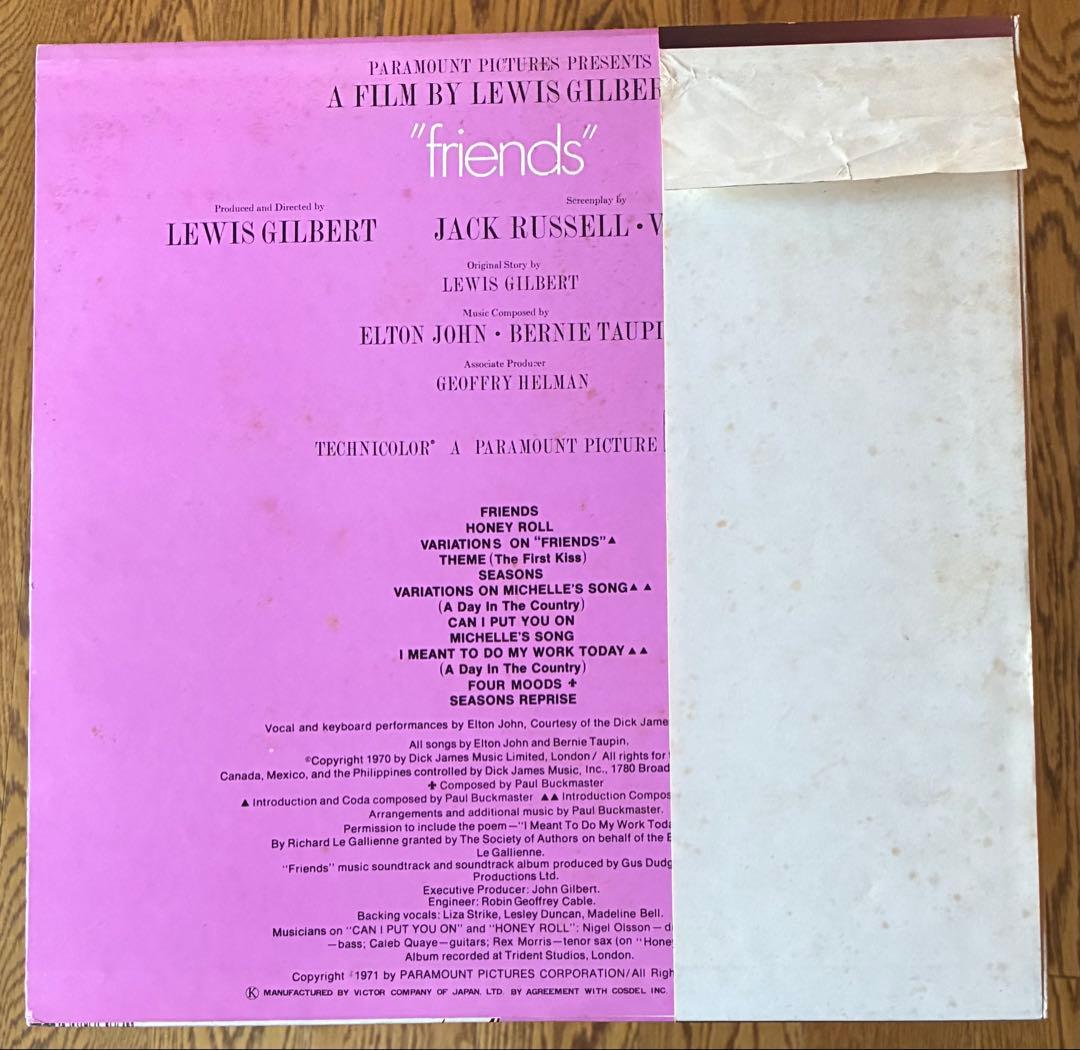 PARAMOUNT PICTURES PRESENTS
A FILM BY LEWIS GILBER
"friends"
Produced and Directed by
Screenplay by
LEWIS GILBERT
JACK RUSSELL • V
Original Story by
LEWIS GILBERT
Music Composed by
ELTON JOHN • BERNIE TAUPI
Associate Producer
GEOFFRY HELMAN
TECHNICOLOR® A PARAMOUNT PICTURE
FRIENDS
HONEY ROLL
VARIATIONS ON "FRIENDS"▲
THEME (The First Kiss)
SEASONS
VARIATIONS ON MICHELLE'S SONG▲ ▲
(A Day In The Country)
CAN I PUT YOU ON
MICHELLE'S SONG
I MEANT TO DO MY WORK TODAY▲▲
(A Day In The Country)
FOUR MOODS ✚
SEASONS REPRISE
Vocal and keyboard performances by Elton John, Courtesy of the Dick Jame
All songs by Elton John and Bernie Taupin.
©Copyright 1970 by Dick James Music Limited, London / All rights for
Canada, Mexico, and the Philippines controlled by Dick James Music, Inc., 1780 Broad
✚ Composed by Paul Buckmaster
▲ Introduction and Coda composed by Paul Buckmaster ▲▲ Introduction Compos
Arrangements and additional music by Paul Buckmaster.
Permission to include the poem—"I Meant To Do My Work Toda
By Richard Le Gallienne granted by The Society of Authors on behalf of the E
Le Gallienne.
"Friends" music soundtrack and soundtrack album produced by Gus Dudg
Productions Ltd.
Executive Producer: John Gilbert.
Engineer: Robin Geoffrey Cable.
Backing vocals: Liza Strike, Lesley Duncan, Madeline Bell.
Musicians on "CAN I PUT YOU ON" and "HONEY ROLL": Nigel Olsson—d
—bass; Caleb Quaye—guitars; Rex Morris—tenor sax (on "Hone
Album recorded at Trident Studios, London.
Copyright 1971 by PARAMOUNT PICTURES CORPORATION/All Righ
Ⓚ MANUFACTURED BY VICTOR COMPANY OF JAPAN. LTD. BY AGREEMENT WITH COSDEL INC.